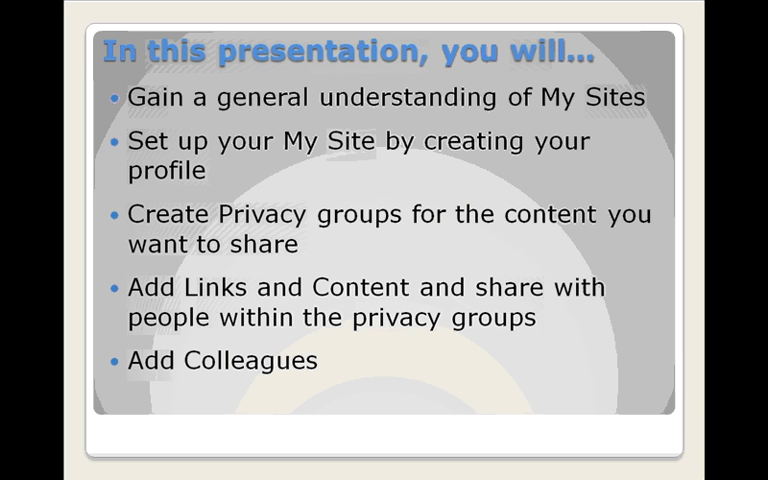 In this presentation, you will...
• Gain a general understanding of My Sites
• Set up your My Site by creating your
profile
• Create Privacy groups for the content you
want to share
• Add Links and Content and share with
people within the privacy groups
• Add Colleagues